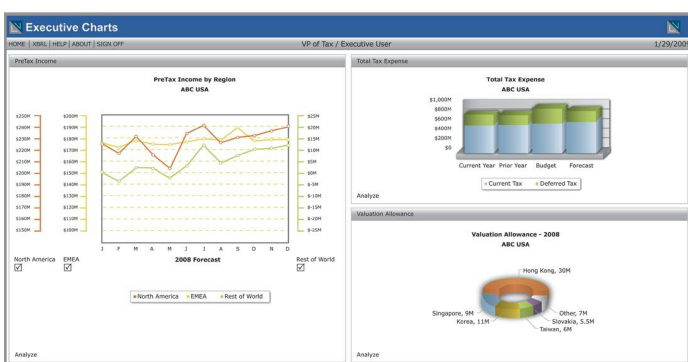 Executive Charts
HOME | XBRL | HELP | ABOUT | SIGN OFF
VP of Tax / Executive User
1/29/2009
PreTax Income
PreTax Income by Region
ABC USA
$250M
$240M
$230M
$220M
$210M
$200M
$190M
$180M
$170M
$160M
$150M
$200M
$190M
$180M
$170M
$160M
$150M
$140M
$130M
$120M
$110M
$100M
$25M
$20M
$15M
$10M
$5M
$0M
$-5M
$-10M
$-15M
$-20M
$-25M
J F M A M J J A S O N D
North America
EMEA
2008 Forecast
Rest of World
North America EMEA Rest of World
Analyze
Total Tax Expense
Total Tax Expense
ABC USA
$1,000M
$800M
$600M
$400M
$200M
$0
Current Year Prior Year Budget Forecast
Current Tax Deferred Tax
Analyze
Valuation Allowance
Valuation Allowance - 2008
ABC USA
Hong Kong, 30M
Singapore, 9M
Other, 7M
Korea, 11M
Slovakia, 5.5M
Taiwan, 6M
Analyze